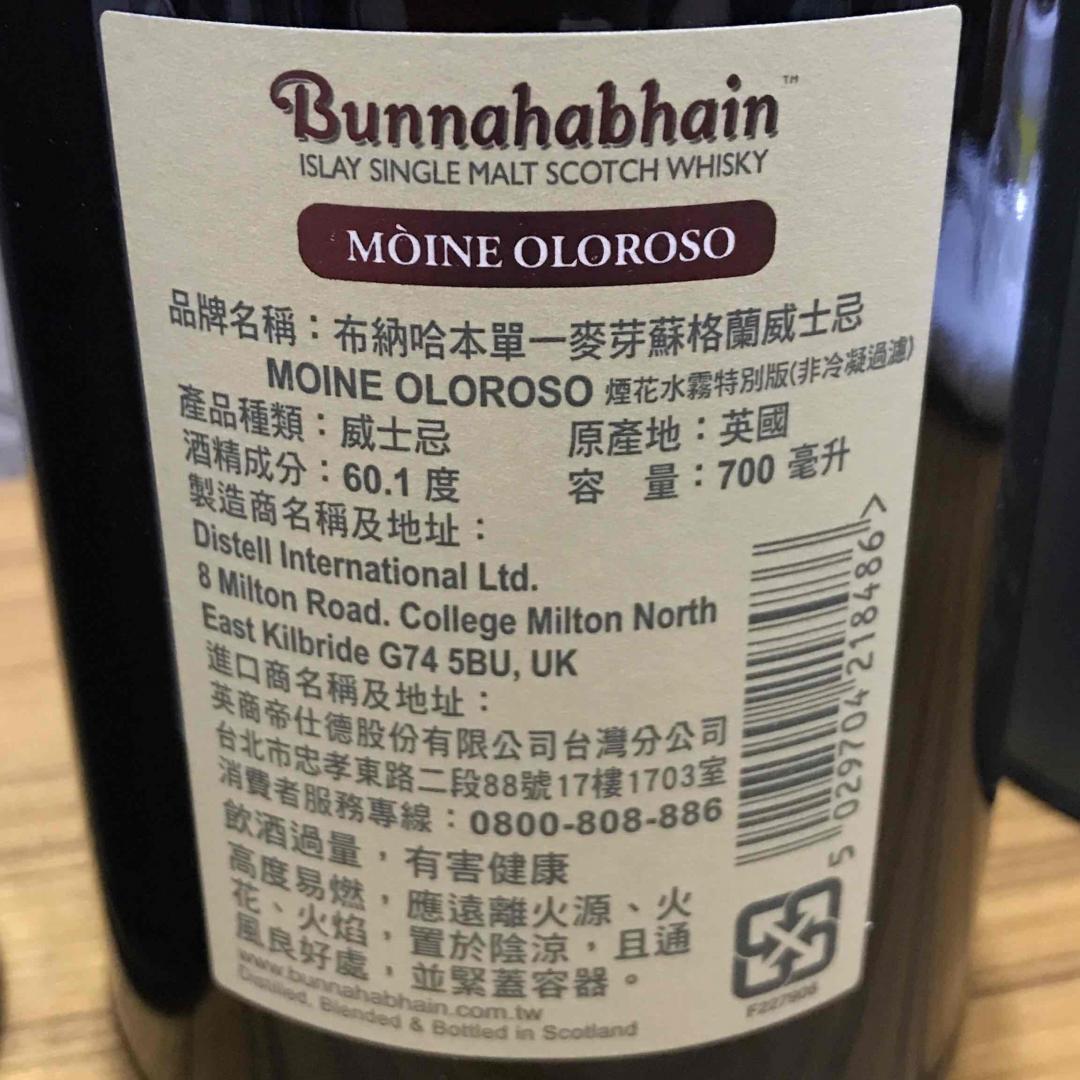 Bunnahabhain™
ISLAY SINGLE MALT SCOTCH WHISKY
MÒINE OLOROSO
品牌名稱：布納哈本單一麥芽蘇格蘭威士忌
MOINE OLOROSO 煙花水霧特別版(非冷凝過濾)
產品種類：威士忌 原產地：英國
酒精成分：60.1 度 容 量：700 毫升
製造商名稱及地址：
Distell International Ltd.
8 Milton Road. College Milton North
East Kilbride G74 5BU, UK
進口商名稱及地址：
英商帝仕德股份有限公司台灣分公司
台北市忠孝東路二段88號17樓1703室
消費者服務專線：0800-808-886
飲酒過量，有害健康
高度易燃，應遠離火源、火
花、火焰，置於陰涼，且通
風良好處，並緊蓋容器。
www.bunnahabhain.com.tw
Distilled, Blended & Bottled in Scotland
5 029704 218486 >
F227906